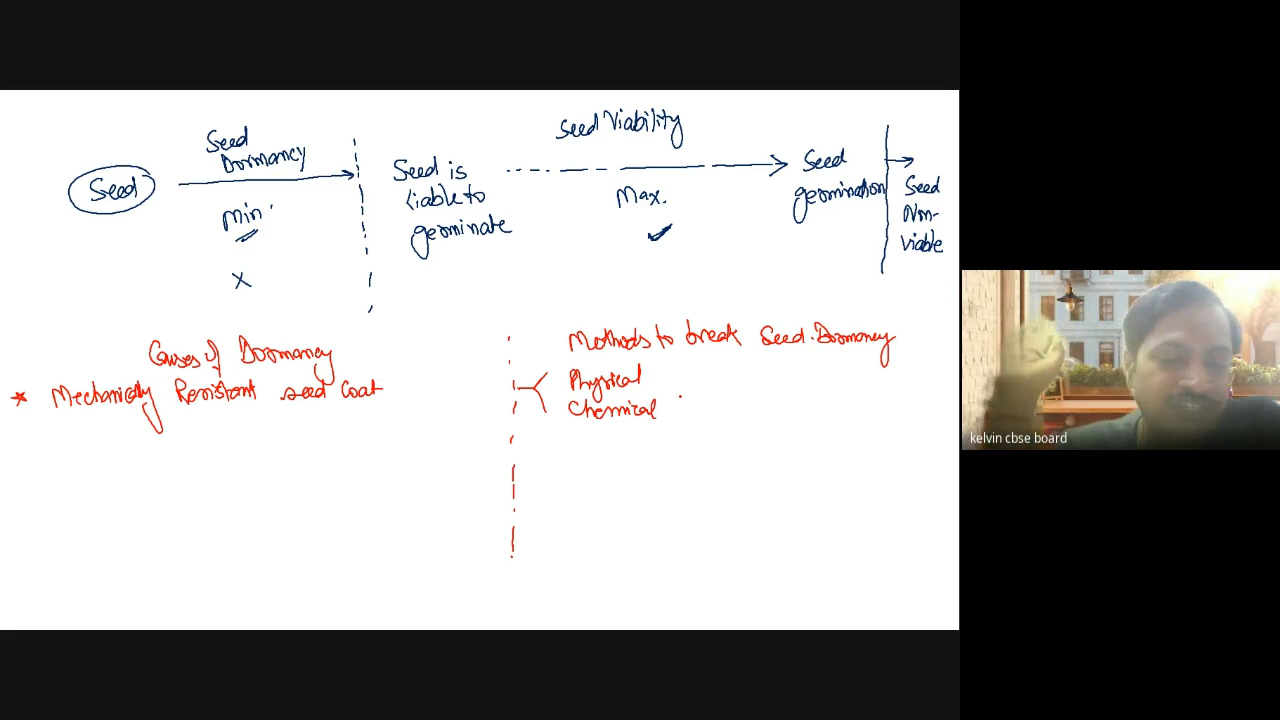 Seed
Seed
Dormancy
Min.
X
Seed is
liable to
germinate
Seed Viability
Max.
Seed
germination
Seed
Non-
viable
Causes of Dormancy
* Mechanically Resistant seed coat
Methods to break Seed Dormancy
Physical
Chemical
kelvin cbse board